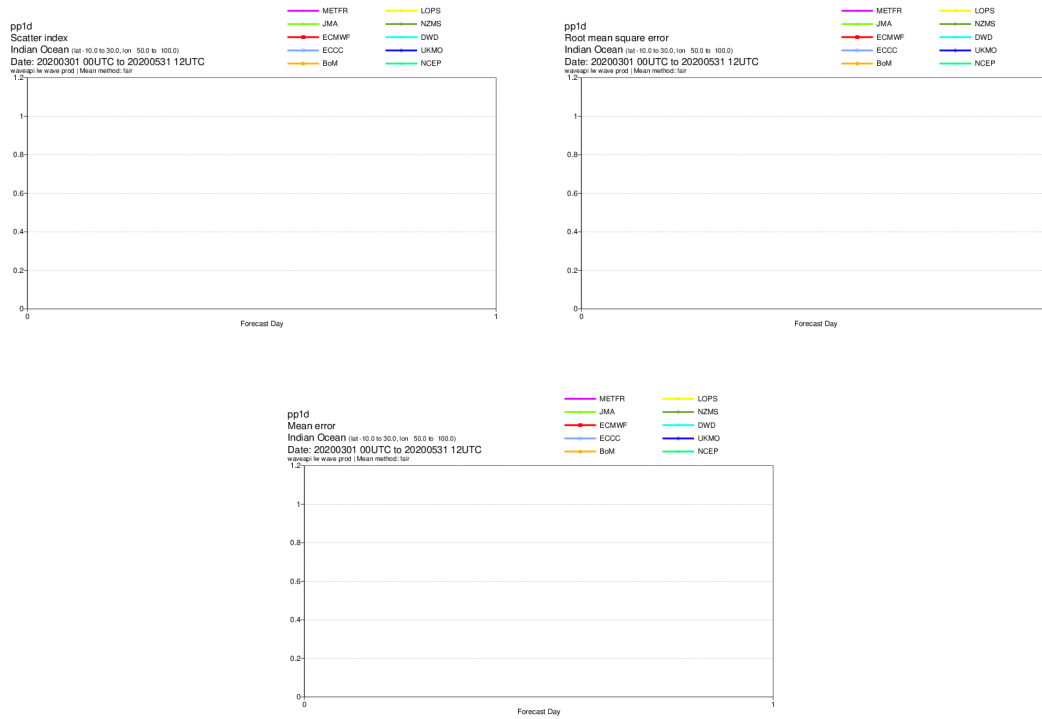 METFR LOPS
pp1d
JMA NZMS
Scatter index
ECMWF DWD
Indian Ocean (lat -10.0 to 30.0, lon 50.0 to 100.0)
ECCC UKMO
Date: 20200301 00UTC to 20200531 12UTC
BoM NCEP
waveapi lw wave prod | Mean method: fair
1.2
1
0.8
0.6
0.4
0.2
0
0 1
Forecast Day
METFR LOPS
pp1d
JMA NZMS
Root mean square error
ECMWF DWD
Indian Ocean (lat -10.0 to 30.0, lon 50.0 to 100.0)
ECCC UKMO
Date: 20200301 00UTC to 20200531 12UTC
BoM NCEP
waveapi lw wave prod | Mean method: fair
1.2
1
0.8
0.6
0.4
0.2
0
0
Forecast Day
METFR LOPS
pp1d
JMA NZMS
Mean error
ECMWF DWD
Indian Ocean (lat -10.0 to 30.0, lon 50.0 to 100.0)
ECCC UKMO
Date: 20200301 00UTC to 20200531 12UTC
BoM NCEP
waveapi lw wave prod | Mean method: fair
1.2
1
0.8
0.6
0.4
0.2
0
0 1
Forecast Day